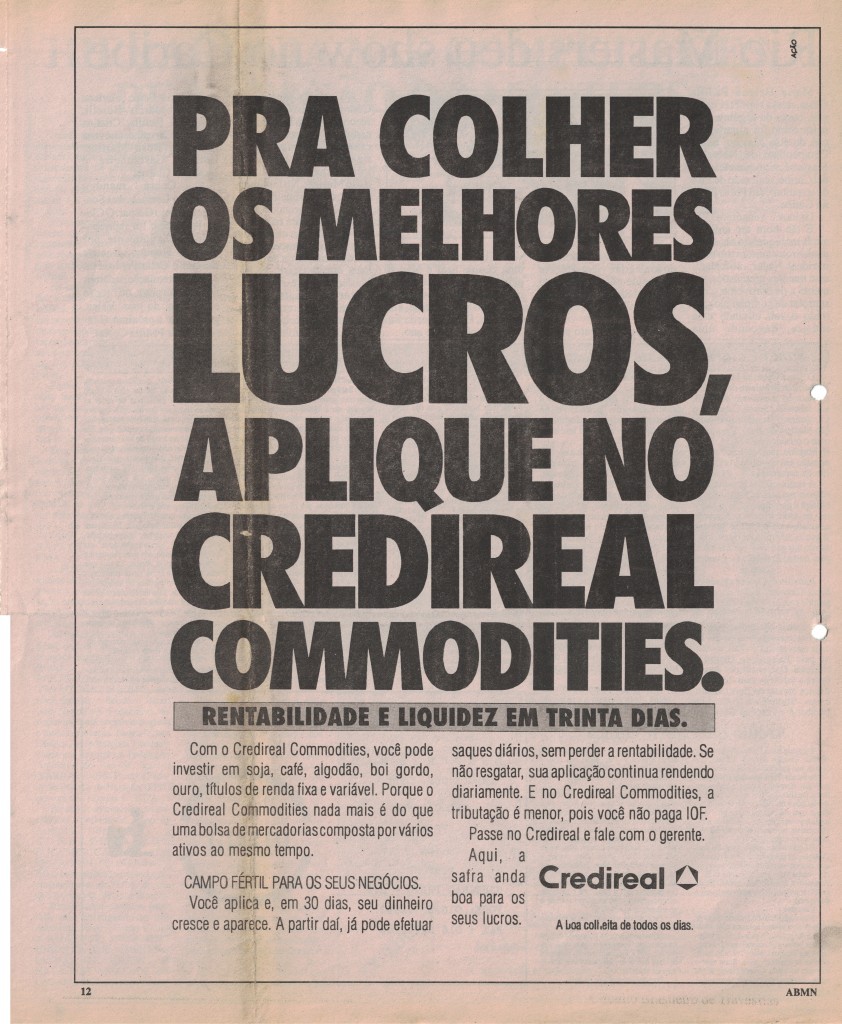 AÇÃO
PRA COLHER
OS MELHORES
LUCROS,
APLIQUE NO
CREDIREAL
COMMODITIES.
RENTABILIDADE E LIQUIDEZ EM TRINTA DIAS.
Com o Credireal Commodities, você pode
investir em soja, café, algodão, boi gordo,
ouro, títulos de renda fixa e variável. Porque o
Credireal Commodities nada mais é do que
uma bolsa de mercadorias composta por vários
ativos ao mesmo tempo.
CAMPO FÉRTIL PARA OS SEUS NEGÓCIOS.
Você aplica e, em 30 dias, seu dinheiro
cresce e aparece. A partir daí, já pode efetuar
saques diários, sem perder a rentabilidade. Se
não resgatar, sua aplicação continua rendendo
diariamente. E no Credireal Commodities, a
tributação é menor, pois você não paga IOF.
Passe no Credireal e fale com o gerente.
Aqui, a
safra anda
boa para os
seus lucros.
Credireal
A boa colheita de todos os dias.
12
ABMN